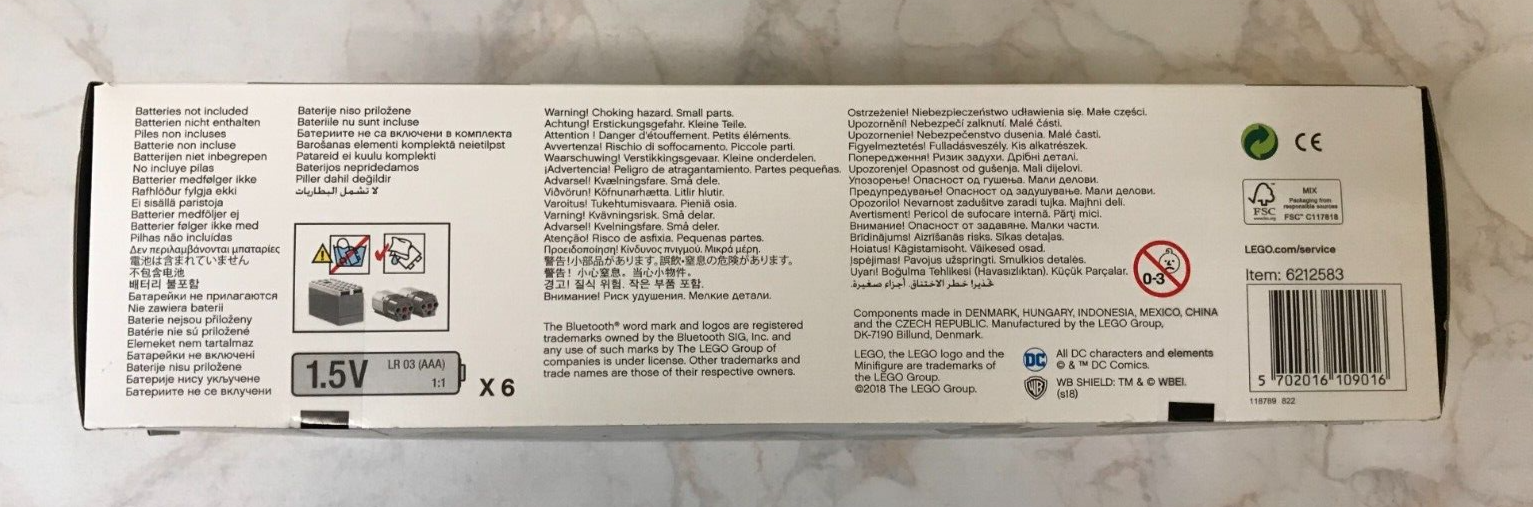 Batteries not included
Batterien nicht enthalten
Piles non incluses
Batterie non incluse
Batterijen niet inbegrepen
No incluye pilas
Batterier medfølger ikke
Rafhlöður fylgja ekki
Ei sisällä paristoja
Batterier medföljer ej
Batterier følger ikke med
Pilhas não incluídas
Δεν περιλαμβάνονται μπαταρίες
電池は含まれていません
不包含电池
배터리 불포함
Батарейки не прилагаются
Nie zawiera baterii
Baterie nejsou přiloženy
Batérie nie sú priložené
Elemeket nem tartalmaz
Батарейки не включені
Baterije nisu priložene
Батерије нису укључене
Батериите не се вклучени
Baterije niso priložene
Bateriile nu sunt incluse
Батериите не са включени в комплекта
Barošanas elementi komplektā neietilpst
Patareid ei kuulu komplekti
Baterijos nepridedamos
Piller dahil değildir
لا تشمل البطاريات
1.5V
LR 03 (AAA)
1:1
X 6
Warning! Choking hazard. Small parts.
Achtung! Erstickungsgefahr. Kleine Teile.
Attention ! Danger d'étouffement. Petits éléments.
Avvertenza! Rischio di soffocamento. Piccole parti.
Waarschuwing! Verstikkingsgevaar. Kleine onderdelen.
¡Advertencia! Peligro de atragantamiento. Partes pequeñas.
Advarsel! Kvælningsfare. Små dele.
Viðvörun! Köfnunarhætta. Litlir hlutir.
Varoitus! Tukehtumisvaara. Pieniä osia.
Varning! Kvävningsrisk. Små delar.
Advarsel! Kvelningsfare. Små deler.
Atenção! Risco de asfixia. Pequenas partes.
Προειδοποίηση! Κίνδυνος πνιγμού. Μικρά μέρη.
警告!小部品があります。誤飲・窒息の危険があります。
警告！小心窒息。当心小物件。
경고! 질식 위험. 작은 부품 포함.
Внимание! Риск удушения. Мелкие детали.
The Bluetooth® word mark and logos are registered
trademarks owned by the Bluetooth SIG, Inc. and
any use of such marks by The LEGO Group of
companies is under license. Other trademarks and
trade names are those of their respective owners.
Ostrzeżenie! Niebezpieczeństwo udławienia się. Małe części.
Upozornění! Nebezpečí zalknutí. Malé části.
Upozornenie! Nebezpečenstvo dusenia. Malé časti.
Figyelmeztetés! Fulladásveszély. Kis alkatrészek.
Попередження! Ризик задухи. Дрібні деталі.
Upozorenje! Opasnost od gušenja. Mali dijelovi.
Упозорење! Опасност од гушења. Мали делови.
Предупредување! Опасност од задушување. Мали делови.
Opozorilo! Nevarnost zadušitve zaradi tujka. Majhni deli.
Avertisment! Pericol de sufocare internă. Părți mici.
Внимание! Опасност от задавяне. Малки части.
Brīdinājums! Aizrīšanās risks. Sīkas detaļas.
Hoiatus! Kägistamisoht. Väikesed osad.
Įspėjimas! Pavojus užspringti. Smulkios detalės.
Uyarı! Boğulma Tehlikesi (Havasızlıktan). Küçük Parçalar.
تحذير! خطر الاختناق. أجزاء صغيرة.
0-3
Components made in DENMARK, HUNGARY, INDONESIA, MEXICO, CHINA
and the CZECH REPUBLIC. Manufactured by the LEGO Group,
DK-7190 Billund, Denmark.
LEGO, the LEGO logo and the
Minifigure are trademarks of
the LEGO Group.
©2018 The LEGO Group.
DC
All DC characters and elements
© & ™ DC Comics.
WB
WB SHIELD: TM & © WBEI.
(s18)
CE
FSC
www.fsc.org
MIX
Packaging from
responsible sources
FSC™ C117818
LEGO.com/service
Item: 6212583
5 702016 109016
118789 822